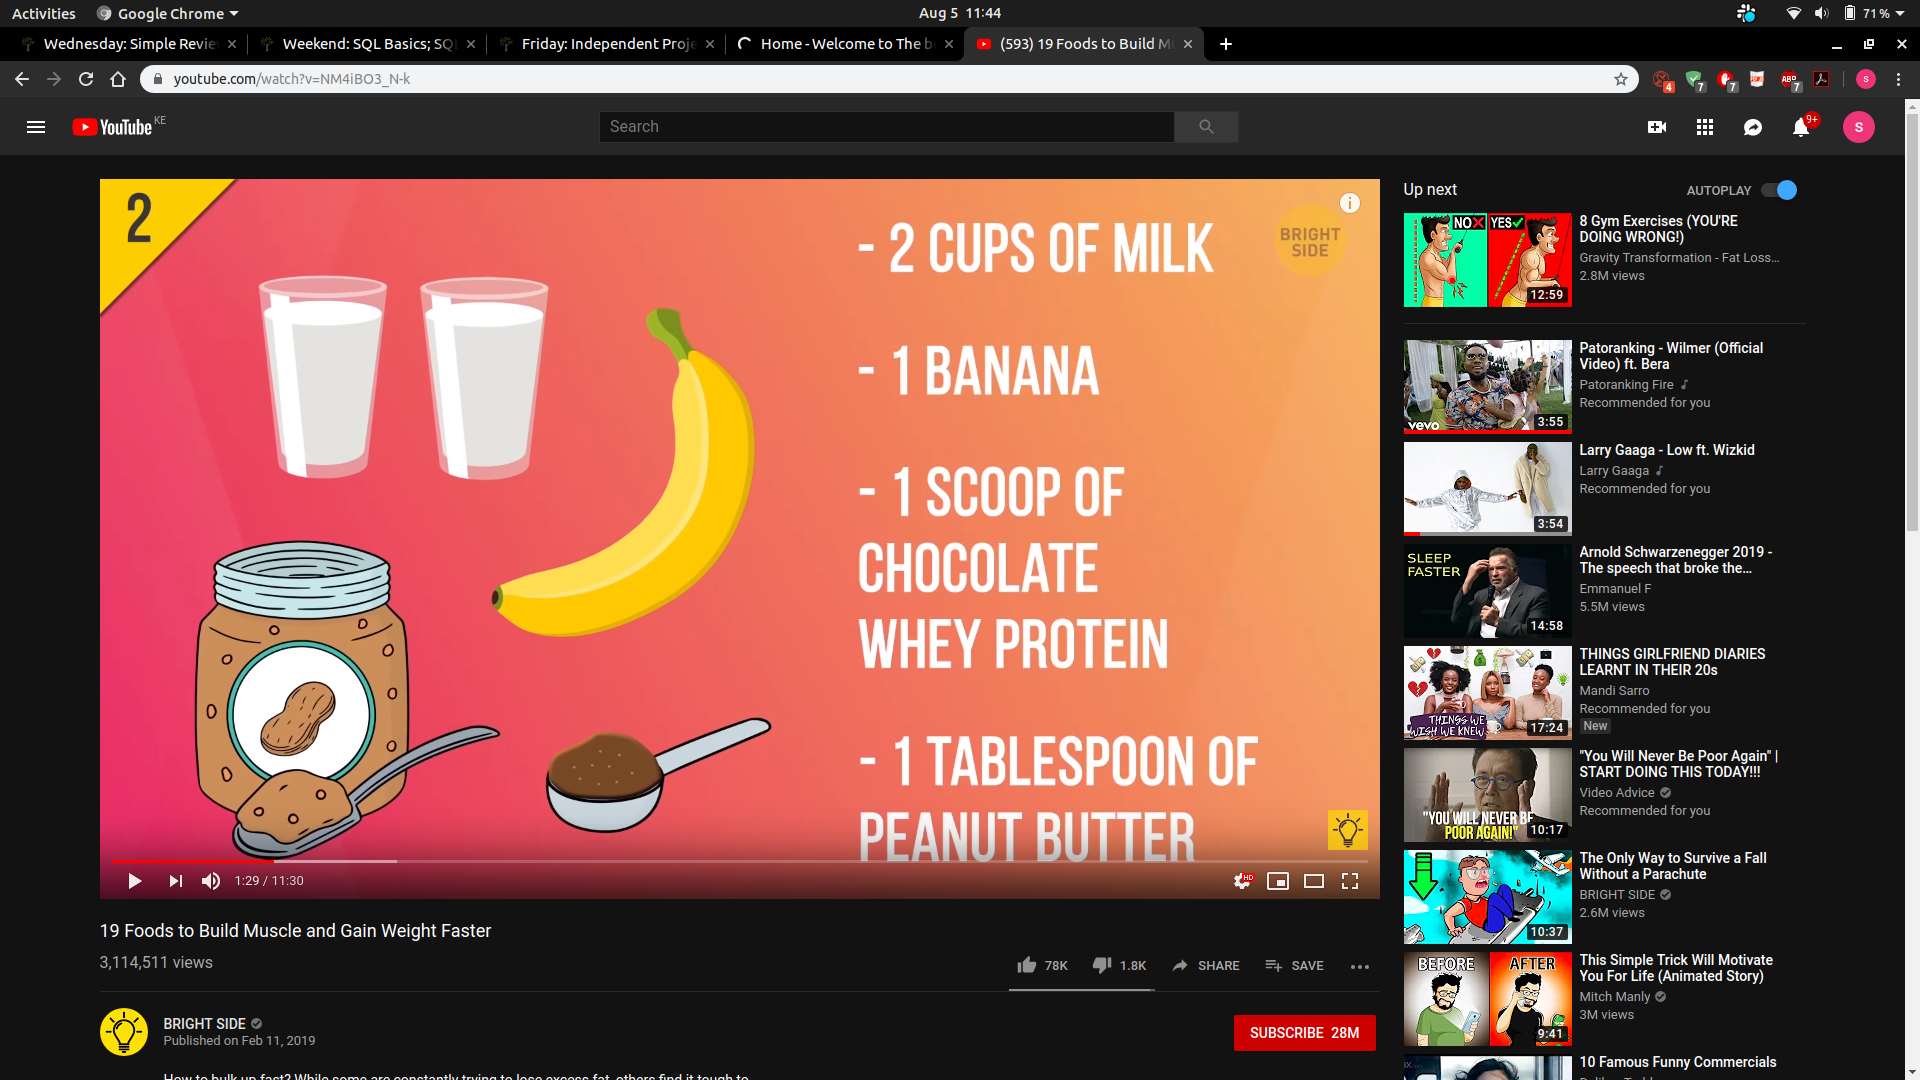 Activities
Google Chrome
Aug 5 11:44
71 %
Wednesday: Simple Revie
Weekend: SQL Basics; SQL
Friday: Independent Proje
Home - Welcome to The b
(593) 19 Foods to Build Mu
youtube.com/watch?v=NM4iBO3_N-k
4
7
7
ABP
7
S
YouTube KE
Search
9+
S
2
- 2 CUPS OF MILK
BRIGHT
SIDE
- 1 BANANA
- 1 SCOOP OF
CHOCOLATE
WHEY PROTEIN
- 1 TABLESPOON OF
PEANUT BUTTER
1:29 / 11:30
HD
19 Foods to Build Muscle and Gain Weight Faster
3,114,511 views
78K
1.8K
SHARE
SAVE
BRIGHT SIDE
Published on Feb 11, 2019
SUBSCRIBE 28M
How to bulk up fast? While some are constantly trying to lose excess fat, others find it tough to
Up next
AUTOPLAY
NO
YES
12:59
8 Gym Exercises (YOU'RE
DOING WRONG!)
Gravity Transformation - Fat Loss...
2.8M views
vevo
3:55
Patoranking - Wilmer (Official
Video) ft. Bera
Patoranking Fire
Recommended for you
3:54
Larry Gaaga - Low ft. Wizkid
Larry Gaaga
Recommended for you
SLEEP
FASTER
14:58
Arnold Schwarzenegger 2019 -
The speech that broke the...
Emmanuel F
5.5M views
THINGS WE
WISH WE KNEW
17:24
THINGS GIRLFRIEND DIARIES
LEARNT IN THEIR 20s
Mandi Sarro
Recommended for you
New
"YOU WILL NEVER BE
POOR AGAIN!"
10:17
"You Will Never Be Poor Again" |
START DOING THIS TODAY!!!
Video Advice
Recommended for you
10:37
The Only Way to Survive a Fall
Without a Parachute
BRIGHT SIDE
2.6M views
BEFORE
AFTER
9:41
This Simple Trick Will Motivate
You For Life (Animated Story)
Mitch Manly
3M views
10 Famous Funny Commercials